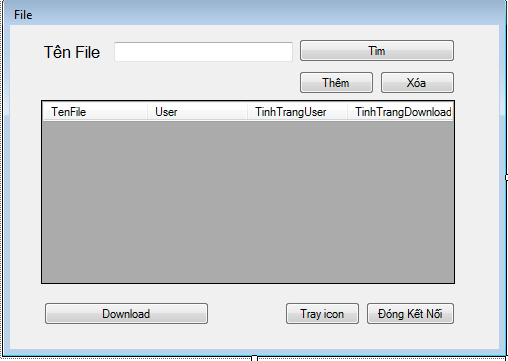 File
Tên File Tìm
Thêm Xóa
TenFile User TinhTrangUser TinhTrangDownload
Download Tray icon Đóng Kết Nối